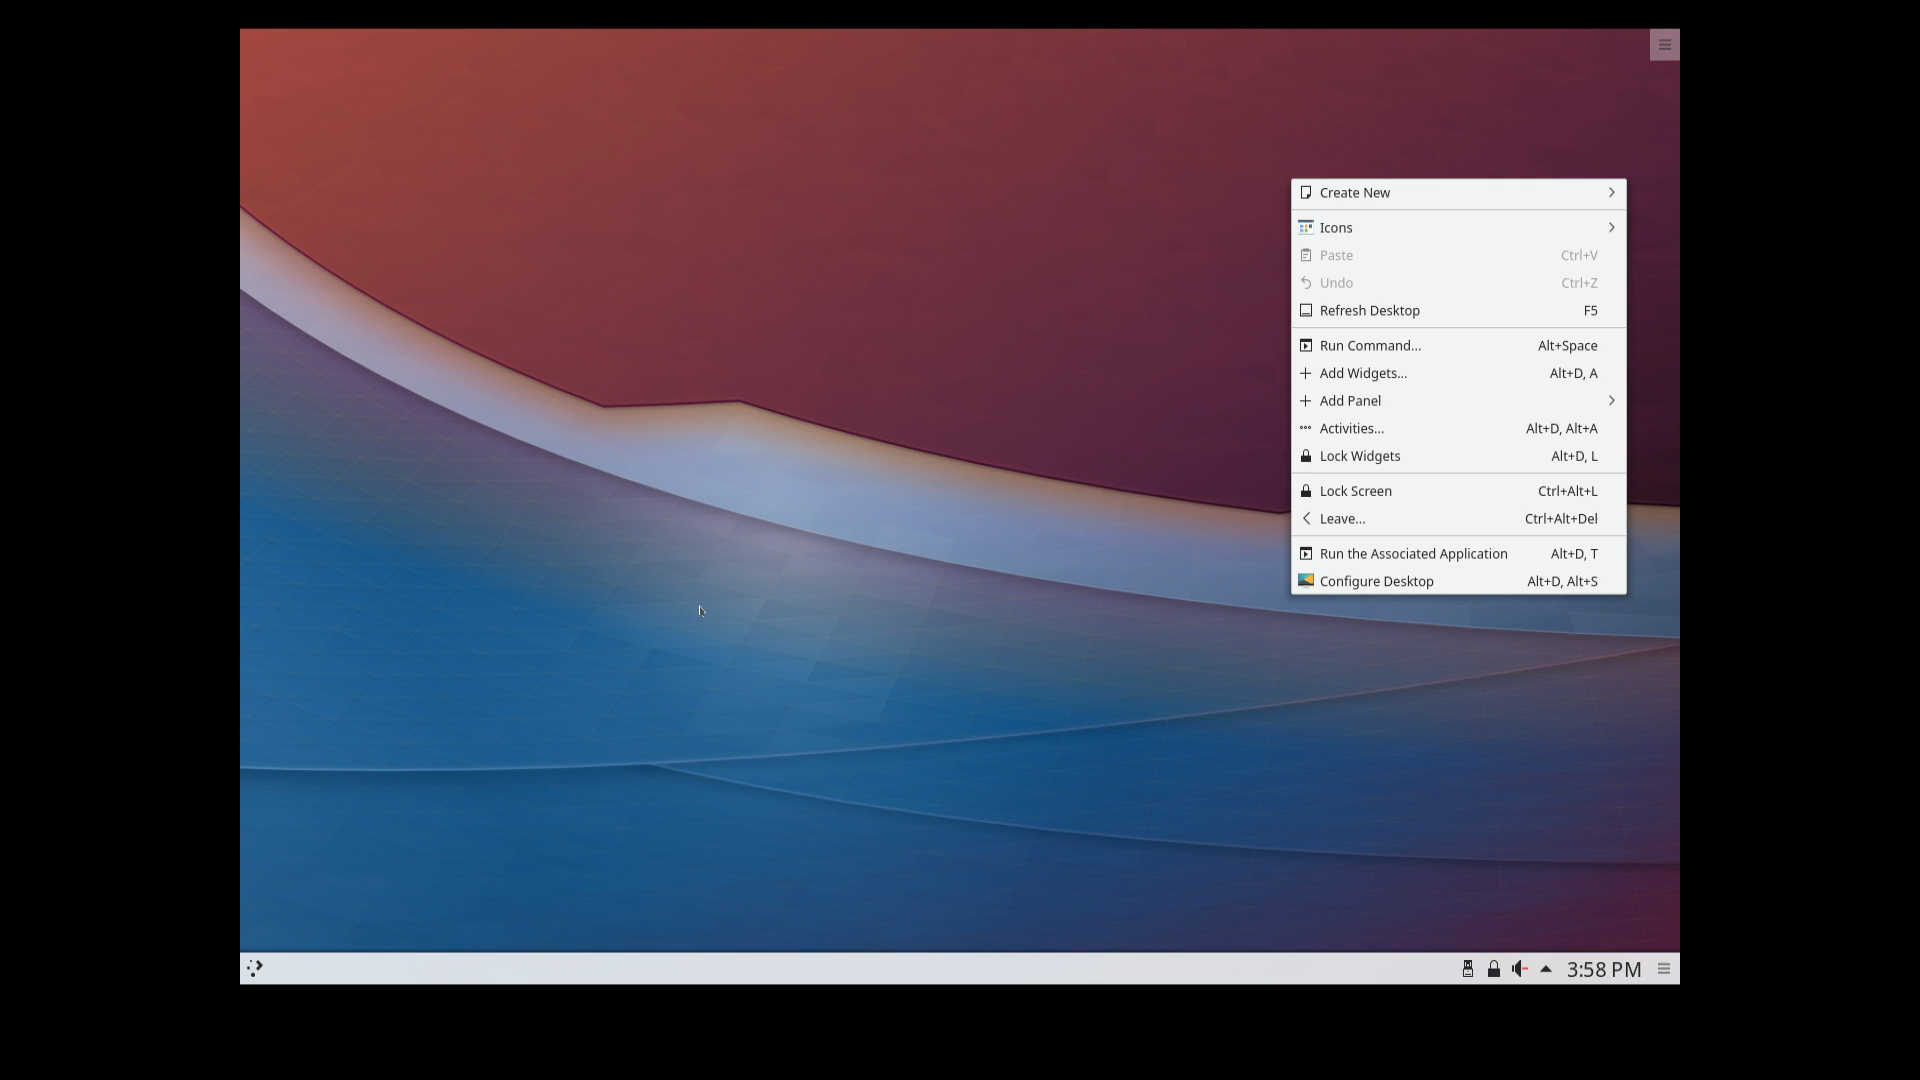 Create New
Icons
Paste Ctrl+V
Undo Ctrl+Z
Refresh Desktop F5
Run Command... Alt+Space
Add Widgets... Alt+D, A
Add Panel
Activities... Alt+D, Alt+A
Lock Widgets Alt+D, L
Lock Screen Ctrl+Alt+L
Leave... Ctrl+Alt+Del
Run the Associated Application Alt+D, T
Configure Desktop Alt+D, Alt+S
3:58 PM